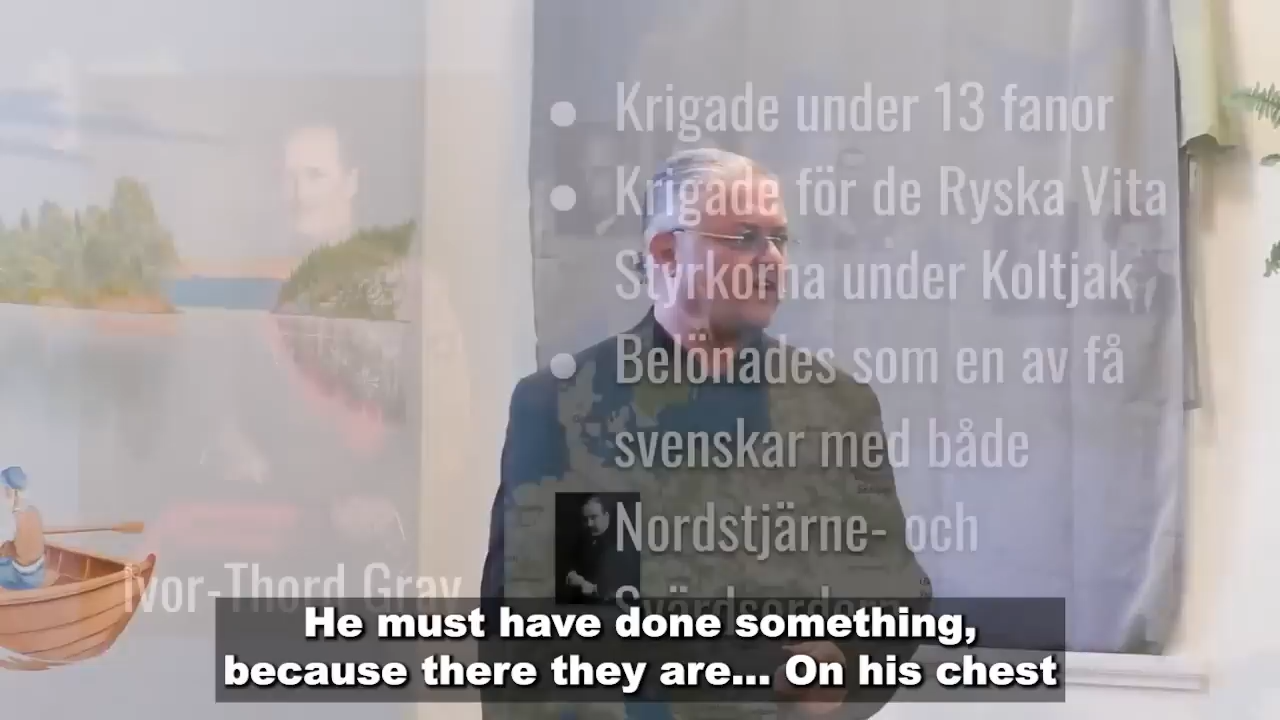 Krigade under 13 fanor
Krigade för de Ryska Vita
Styrkorna under Koltjak
Belönades som en av få
svenskar med både
Nordstjärne- och
Svärdsorden
Ivor-Thord Gray
He must have done something,
because there they are... On his chest